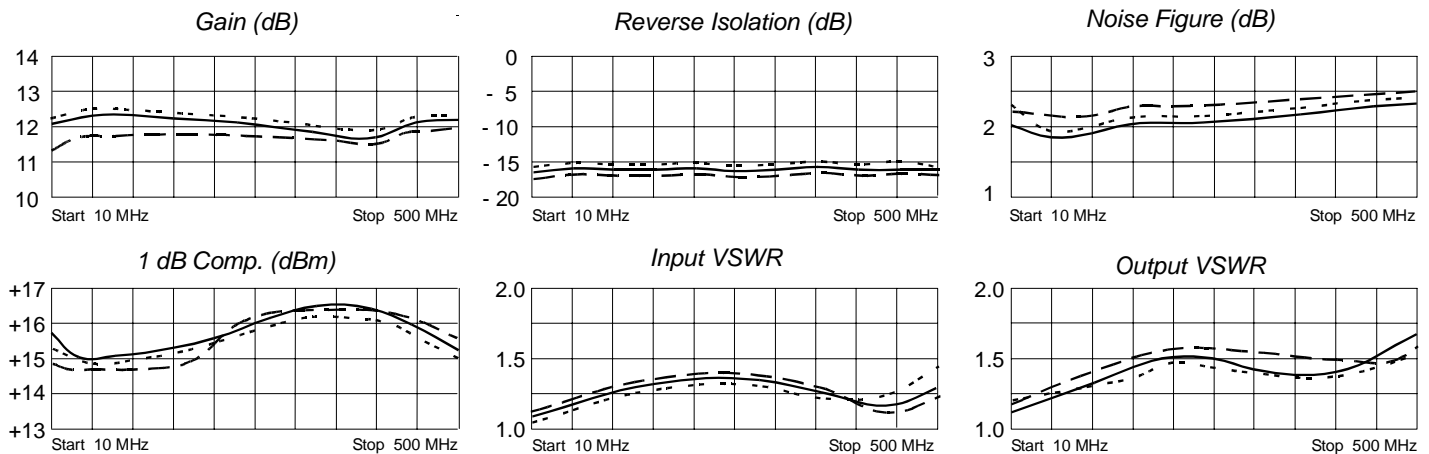 Gain (dB)
14
13
12
11
10
Start 10 MHz
Stop 500 MHz
Reverse Isolation (dB)
0
- 5
- 10
- 15
- 20
Start 10 MHz
Stop 500 MHz
Noise Figure (dB)
3
2
1
Start 10 MHz
Stop 500 MHz
1 dB Comp. (dBm)
+17
+16
+15
+14
+13
Start 10 MHz
Stop 500 MHz
Input VSWR
2.0
1.5
1.0
Start 10 MHz
Stop 500 MHz
Output VSWR
2.0
1.5
1.0
Start 10 MHz
Stop 500 MHz